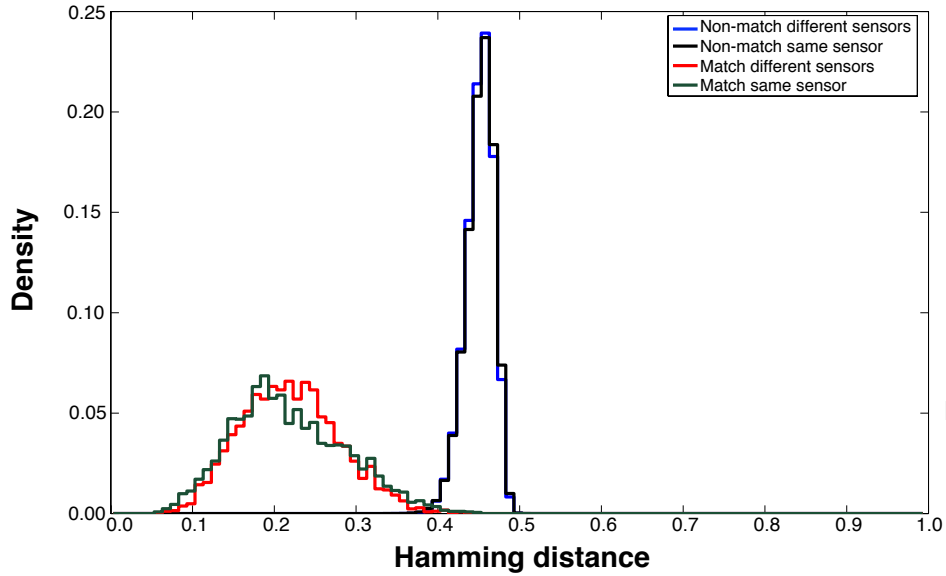 0.25
0.20
0.15
0.10
0.05
0.00
Density
Non-match different sensors
Non-match same sensor
Match different sensors
Match same sensor
0.0 0.1 0.2 0.3 0.4 0.5 0.6 0.7 0.8 0.9 1.0
Hamming distance